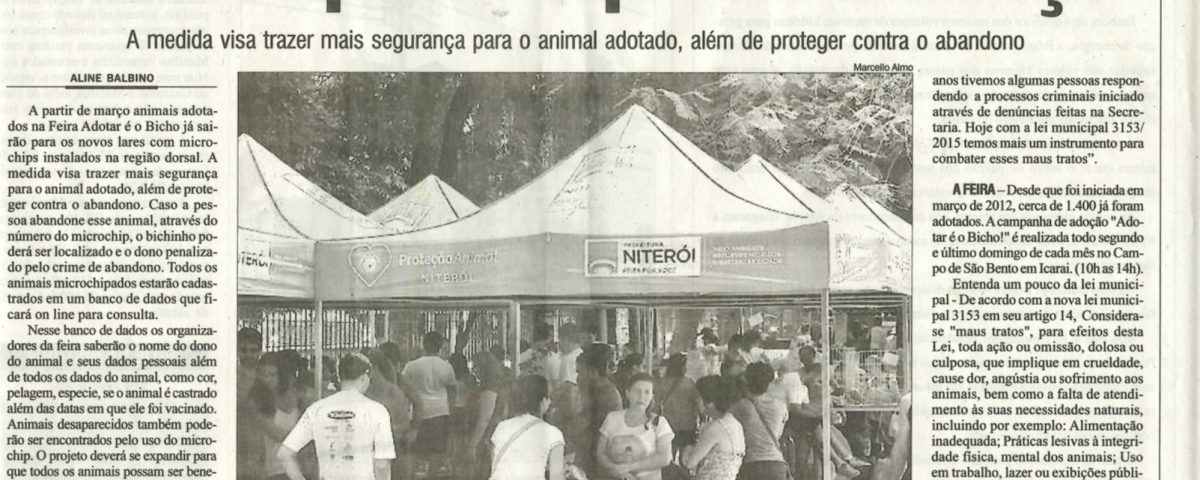 A medida visa trazer mais segurança para o animal adotado, além de proteger contra o abandono
Marcello Almo
ALINE BALBINO
A partir de março animais adota-
dos na Feira Adotar é o Bicho já sai-
rão para os novos lares com micro-
chips instalados na região dorsal. A
medida visa trazer mais segurança
para o animal adotado, além de prote-
ger contra o abandono. Caso a pes-
soa abandone esse animal, através do
número do microchip, o bichinho po-
derá ser localizado e o dono penaliza-
do pelo crime de abandono. Todos os
animais microchipados estarão cadas-
trados em um banco de dados que fi-
cará on line para consulta.
Nesse banco de dados os organiza-
dores da feira saberão o nome do dono
do animal e seus dados pessoais além
de todos os dados do animal, como cor,
pelagem, especie, se o animal é castrado
além das datas em que ele foi vacinado.
Animais desaparecidos também pode-
rão ser encontrados pelo uso do micro-
chip. O projeto deverá se expandir para
que todos os animais possam ser bene-
TERÓI
Proteção Animal
NITERÓI
PREFEITURA
NITERÓI
MEIO AMBIENTE
RECURSOS HÍDRICOS
E SUSTENTABILIDADE
anos tivemos algumas pessoas respon-
dendo a processos criminais iniciado
através de denúncias feitas na Secre-
taria. Hoje com a lei municipal 3153/
2015 temos mais um instrumento para
combater esses maus tratos”.
A FEIRA – Desde que foi iniciada em
março de 2012, cerca de 1.400 já foram
adotados. A campanha de adoção "Ado-
tar é o Bicho!" é realizada todo segundo
e último domingo de cada mês no Cam-
po de São Bento em Icarai. (10h as 14h).
Entenda um pouco da lei munici-
pal - De acordo com a nova lei munici-
pal 3153 em seu artigo 14, Considera-
se "maus tratos", para efeitos desta
Lei, toda ação ou omissão, dolosa ou
culposa, que implique em crueldade,
cause dor, angústia ou sofrimento aos
animais, bem como a falta de atendi-
mento às suas necessidades naturais,
incluindo por exemplo: Alimentação
inadequada; Práticas lesivas à integri-
dade física, mental dos animais; Uso
em trabalho, lazer ou exibições públi-